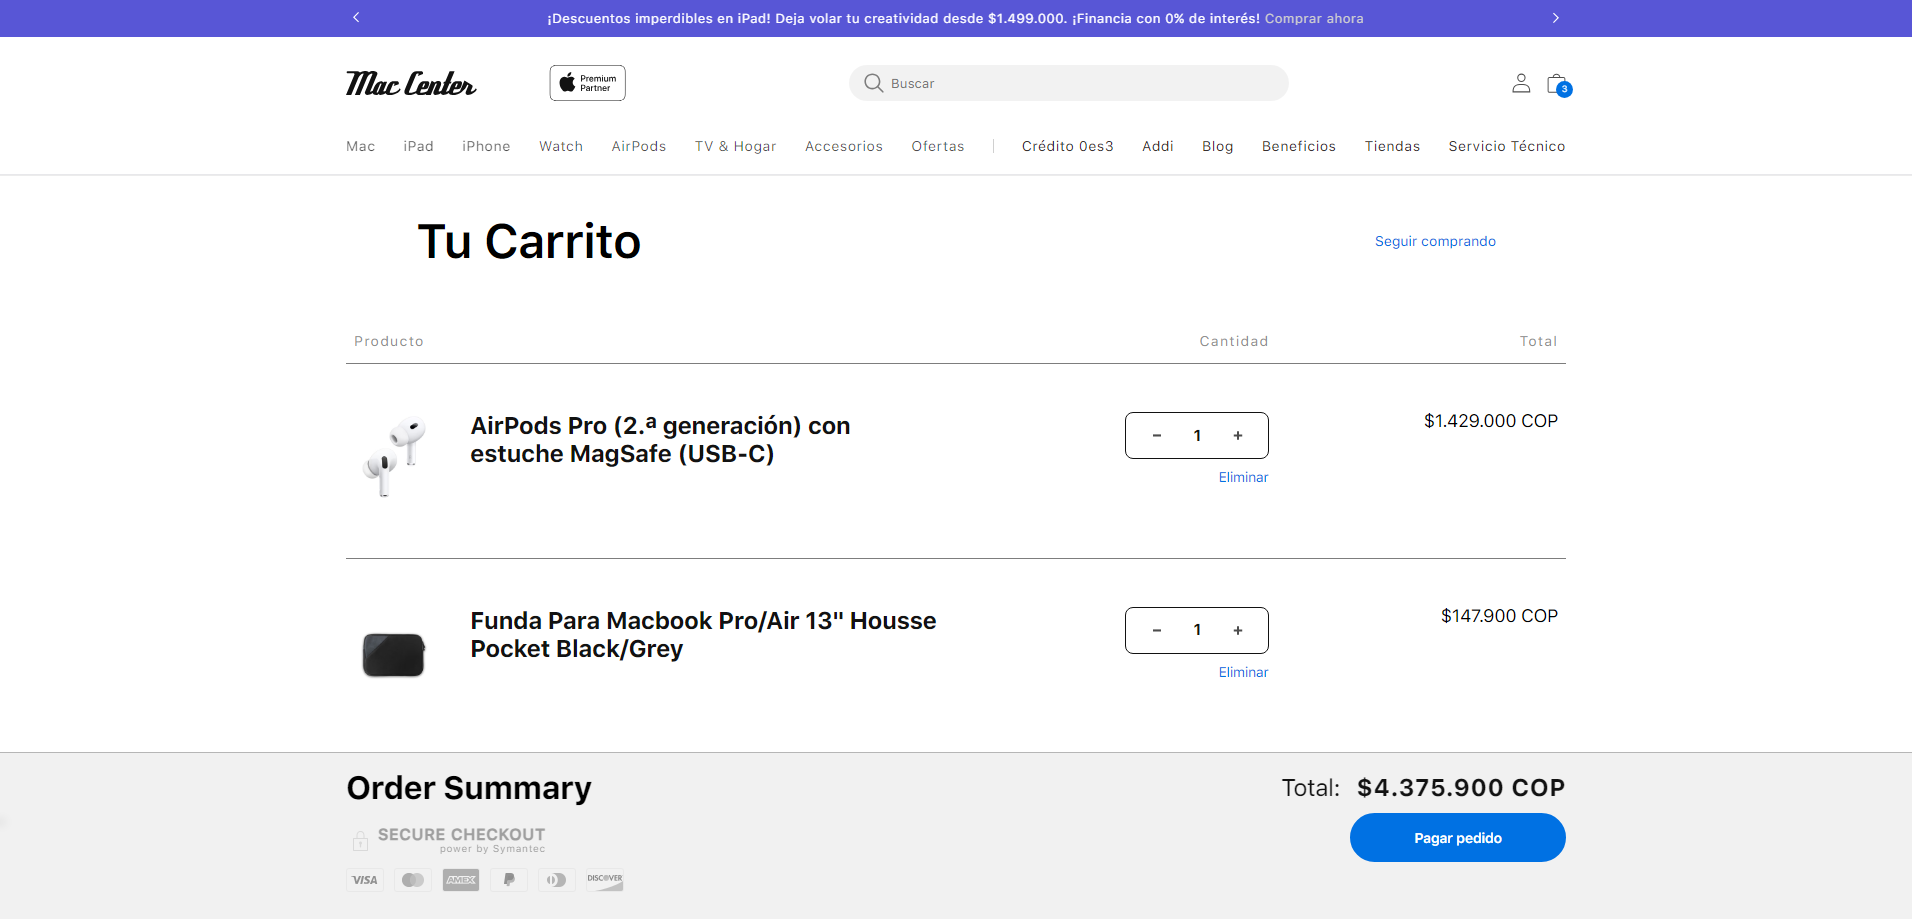 ¡Descuentos imperdibles en iPad! Deja volar tu creatividad desde $1.499.000. ¡Financia con 0% de interés! Comprar ahora
Mac Center
Premium
Partner
Buscar
3
Mac iPad iPhone Watch AirPods TV & Hogar Accesorios Ofertas Crédito 0es3 Addi Blog Beneficios Tiendas Servicio Técnico
Tu Carrito
Seguir comprando
Producto Cantidad Total
AirPods Pro (2.ª generación) con
estuche MagSafe (USB-C)
− 1 +
Eliminar
$1.429.000 COP
Funda Para Macbook Pro/Air 13" Housse
Pocket Black/Grey
− 1 +
Eliminar
$147.900 COP
Order Summary
Total: $4.375.900 COP
SECURE CHECKOUT
power by Symantec
Pagar pedido
VISA
AMEX
DISCOVER